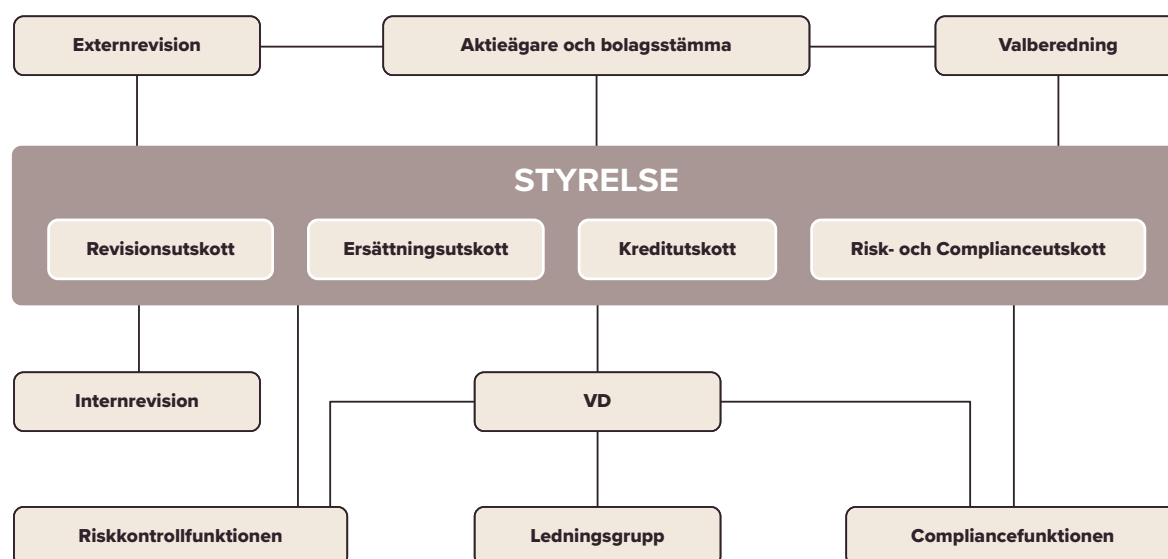 Externrevision
Aktieägare och bolagsstämma
Valberedning
STYRELSE
Revisionsutskott
Ersättningsutskott
Kreditutskott
Risk- och Complianceutskott
Internrevision
VD
Riskkontrollfunktionen
Ledningsgrupp
Compliancefunktionen